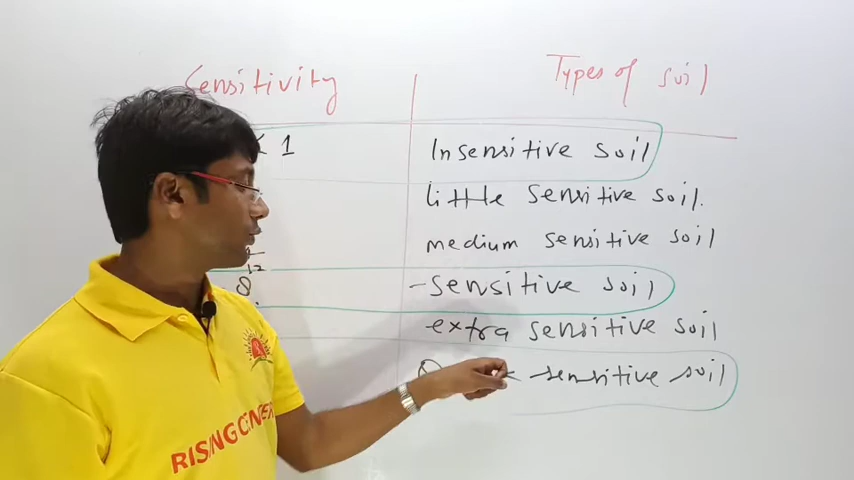 Sensitivity
Types of soil
< 1
Insensitive soil
little sensitive soil.
medium sensitive soil
8
- sensitive soil
- extra sensitive soil
sensitive soil
R
RISING